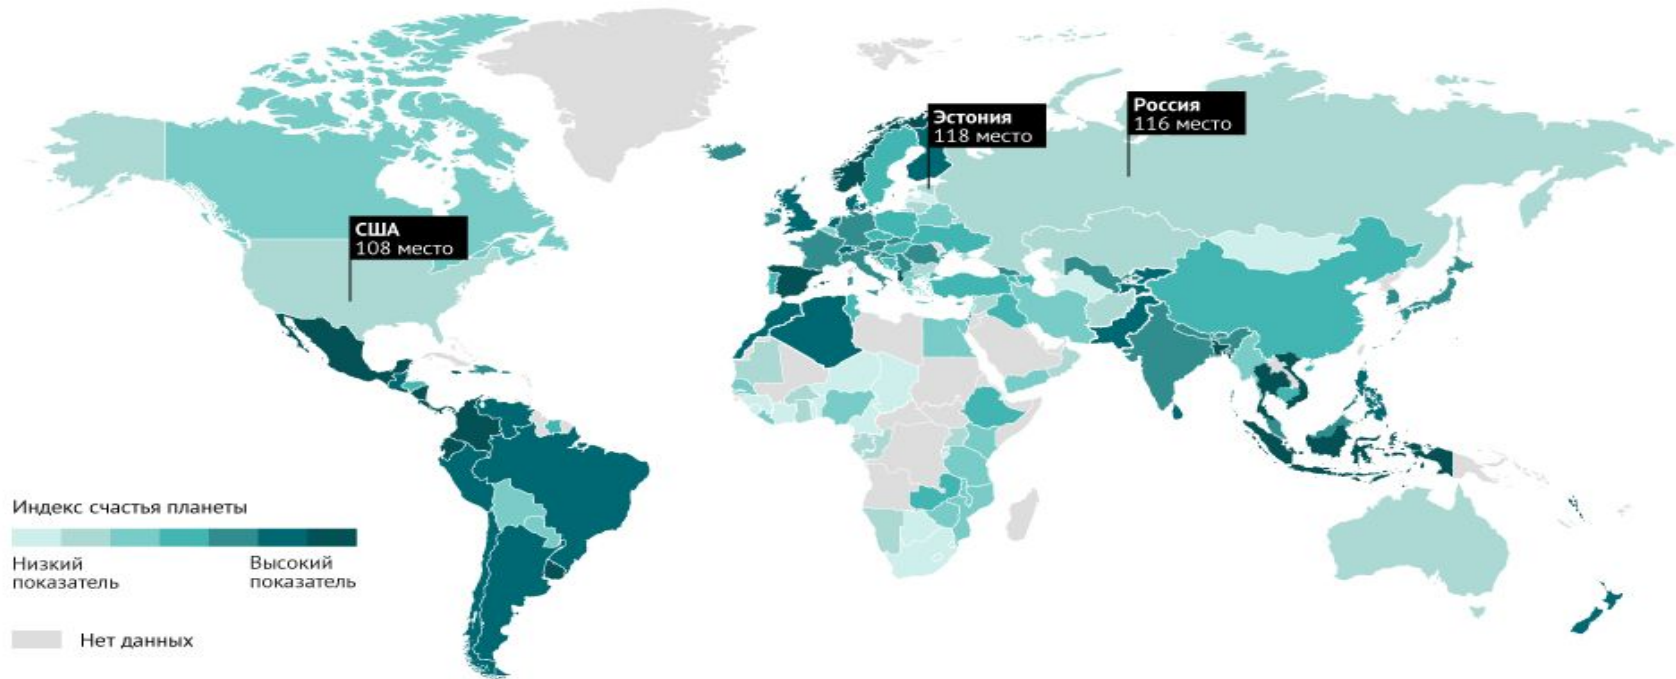 Эстония
118 место
Россия
116 место
США
108 место
Индекс счастья планеты
Низкий
показатель
Высокий
показатель
Нет данных